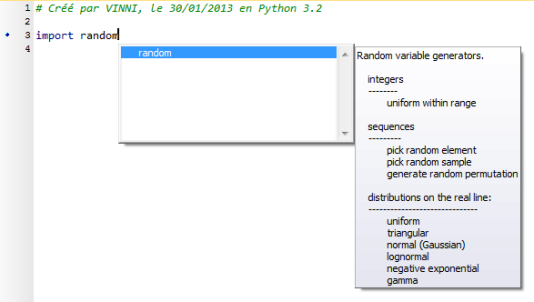 1 # Créé par VINNI, le 30/01/2013 en Python 3.2
2
3 import random
4
random
Random variable generators.
integers
--------
uniform within range
sequences
---------
pick random element
pick random sample
generate random permutation
distributions on the real line:
------------------------------
uniform
triangular
normal (Gaussian)
lognormal
negative exponential
gamma